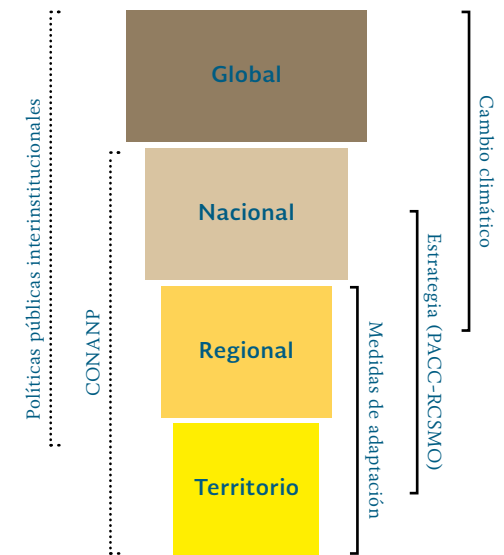 Políticas públicas interinstitucionales
CONANP
Global
Nacional
Regional
Territorio
Medidas de adaptación
Estrategia (PACC-RCSMO)
Cambio climático